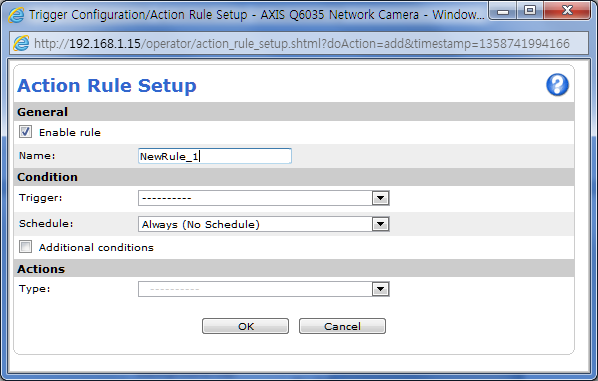 Trigger Configuration/Action Rule Setup - AXIS Q6035 Network Camera - Window...
http://192.168.1.15/operator/action_rule_setup.shtml?doAction=add&timestamp=1358741994166
Action Rule Setup
?
General
Enable rule
Name: NewRule_1
Condition
Trigger: ----------
Schedule: Always (No Schedule)
Additional conditions
Actions
Type: ----------
OK Cancel